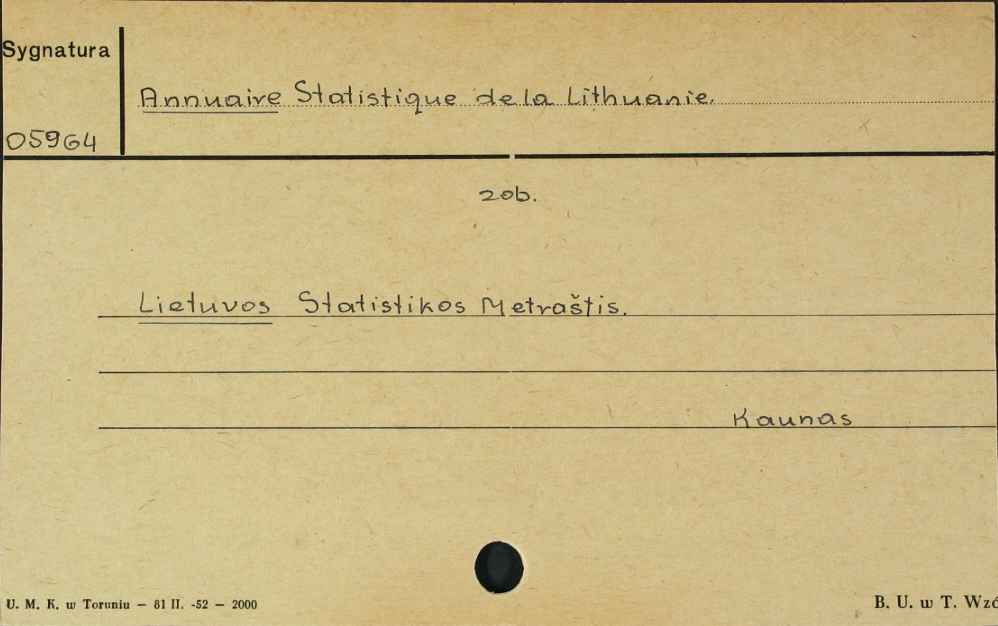 Sygnatura
Annuaire Statistique de la Lithuanie.
05964
zob.
Lietuvos Statistikos Metraštis.
Kaunas
U. M. K. w Toruniu — 81 II. -52 — 2000
B. U. w T. Wzó